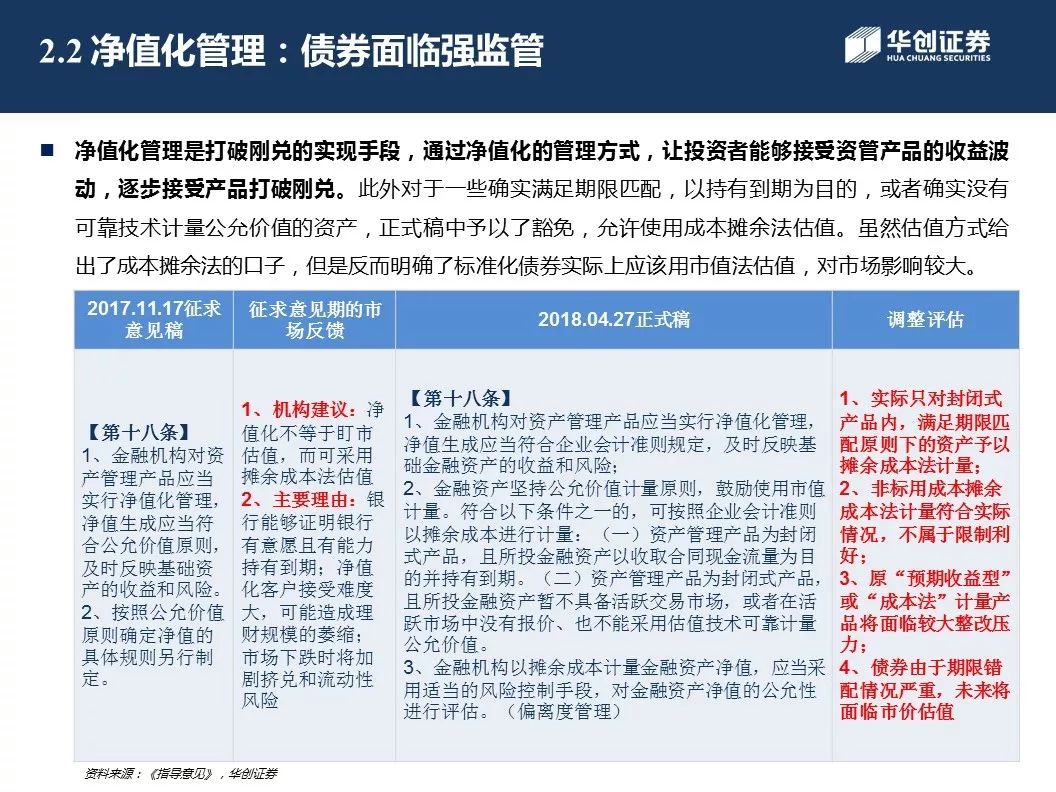 2.2 净值化管理：债券面临强监管
华创证券
HUA CHUANG SECURITIES
净值化管理是打破刚兑的实现手段，通过净值化的管理方式，让投资者能够接受资管产品的收益波
动，逐步接受产品打破刚兑。此外对于一些确实满足期限匹配，以持有到期为目的，或者确实没有
可靠技术计量公允价值的资产，正式稿中予以了豁免，允许使用成本摊余法估值。虽然估值方式给
出了成本摊余法的口子，但是反而明确了标准化债券实际上应该用市值法估值，对市场影响较大。
2017.11.17征求
意见稿
征求意见期的市
场反馈
2018.04.27正式稿
调整评估
【第十八条】
1、金融机构对资
产管理产品应当
实行净值化管理，
净值生成应当符
合公允价值原则，
及时反映基础资
产的收益和风险。
2、按照公允价值
原则确定净值的
具体规则另行制
定。
1、机构建议：净
值化不等于盯市
估值，而可采用
摊余成本法估值
2、主要理由：银
行能够证明银行
有意愿且有能力
持有到期；净值
化客户接受难度
大，可能造成理
财规模的萎缩；
市场下跌时将加
剧挤兑和流动性
风险
【第十八条】
1、金融机构对资产管理产品应当实行净值化管理，
净值生成应当符合企业会计准则规定，及时反映基
础金融资产的收益和风险；
2、金融资产坚持公允价值计量原则，鼓励使用市值
计量。符合以下条件之一的，可按照企业会计准则
以摊余成本进行计量：（一）资产管理产品为封闭
式产品，且所投金融资产以收取合同现金流量为目
的并持有到期。（二）资产管理产品为封闭式产品，
且所投金融资产暂不具备活跃交易市场，或者在活
跃市场中没有报价、也不能采用估值技术可靠计量
公允价值。
3、金融机构以摊余成本计量金融资产净值，应当采
用适当的风险控制手段，对金融资产净值的公允性
进行评估。（偏离度管理）
1、实际只对封闭式
产品内，满足期限匹
配原则下的资产予以
摊余成本法计量；
2、非标用成本摊余
成本法计量符合实际
情况，不属于限制利
好；
3、原“预期收益型”
或“成本法”计量产
品将面临较大整改压
力；
4、债券由于期限错
配情况严重，未来将
面临市价估值
资料来源：《指导意见》，华创证券